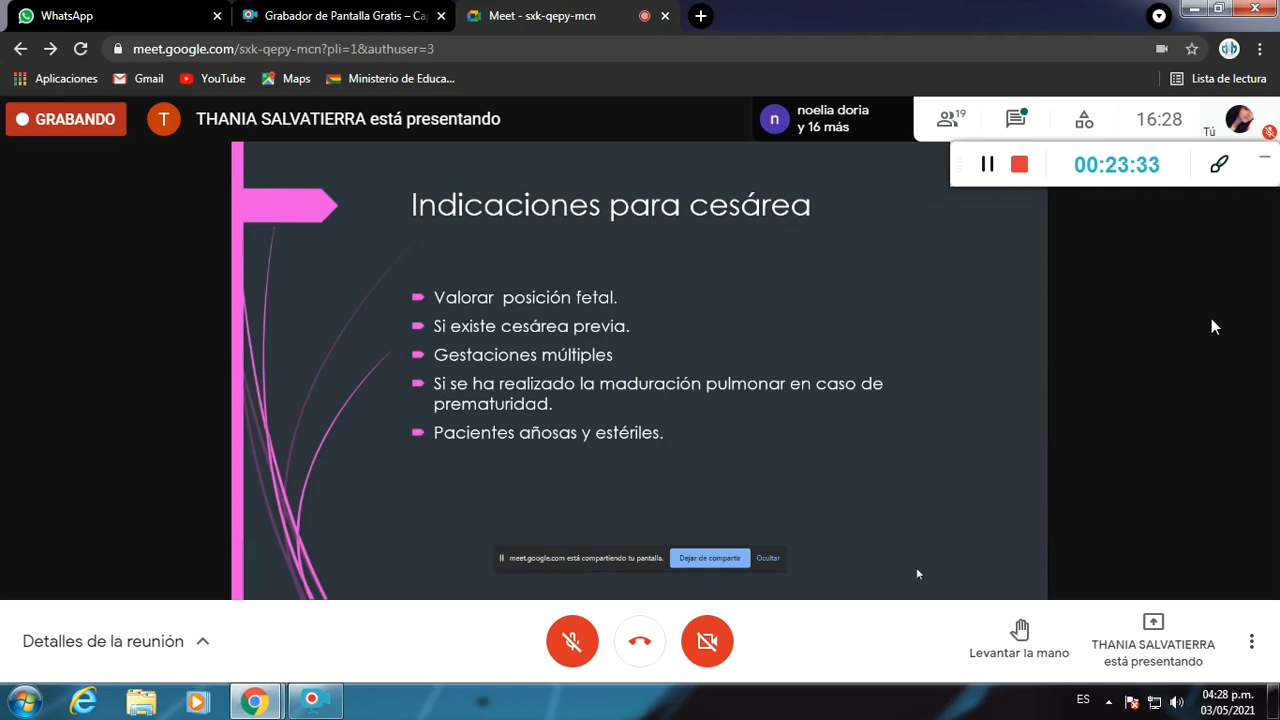 WhatsApp
Grabador de Pantalla Gratis – Ca
Meet - sxk-qepy-mcn
meet.google.com/sxk-qepy-mcn?pli=1&authuser=3
Aplicaciones
Gmail
YouTube
Maps
Ministerio de Educa...
Lista de lectura
GRABANDO
T
THANIA SALVATIERRA está presentando
n
noelia doria
y 16 más
19
16:28
Tú
00:23:33
Indicaciones para cesárea
Valorar posición fetal.
Si existe cesárea previa.
Gestaciones múltiples
Si se ha realizado la maduración pulmonar en caso de
prematuridad.
Pacientes añosas y estériles.
meet.google.com está compartiendo tu pantalla.
Dejar de compartir
Ocultar
Detalles de la reunión
Levantar la mano
THANIA SALVATIERRA
está presentando
ES
04:28 p.m.
03/05/2021